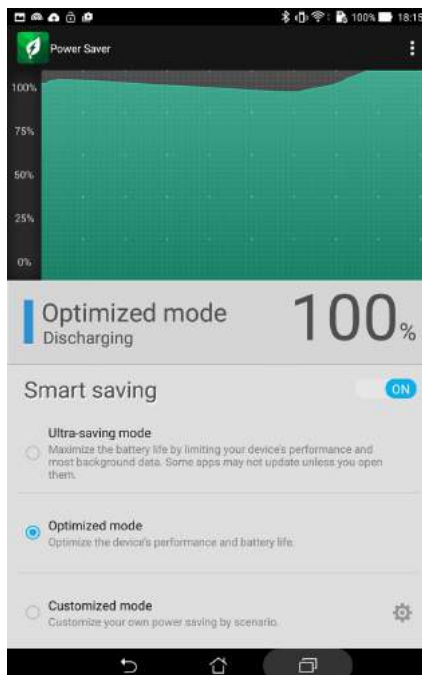 100% 18:15
Power Saver
100%
75%
50%
25%
0%
Optimized mode
Discharging
100%
Smart saving
ON
Ultra-saving mode
Maximize the battery life by limiting your device's performance and
most background data. Some apps may not update unless you open
them.
Optimized mode
Optimize the device's performance and battery life.
Customized mode
Customize your own power saving by scenario.